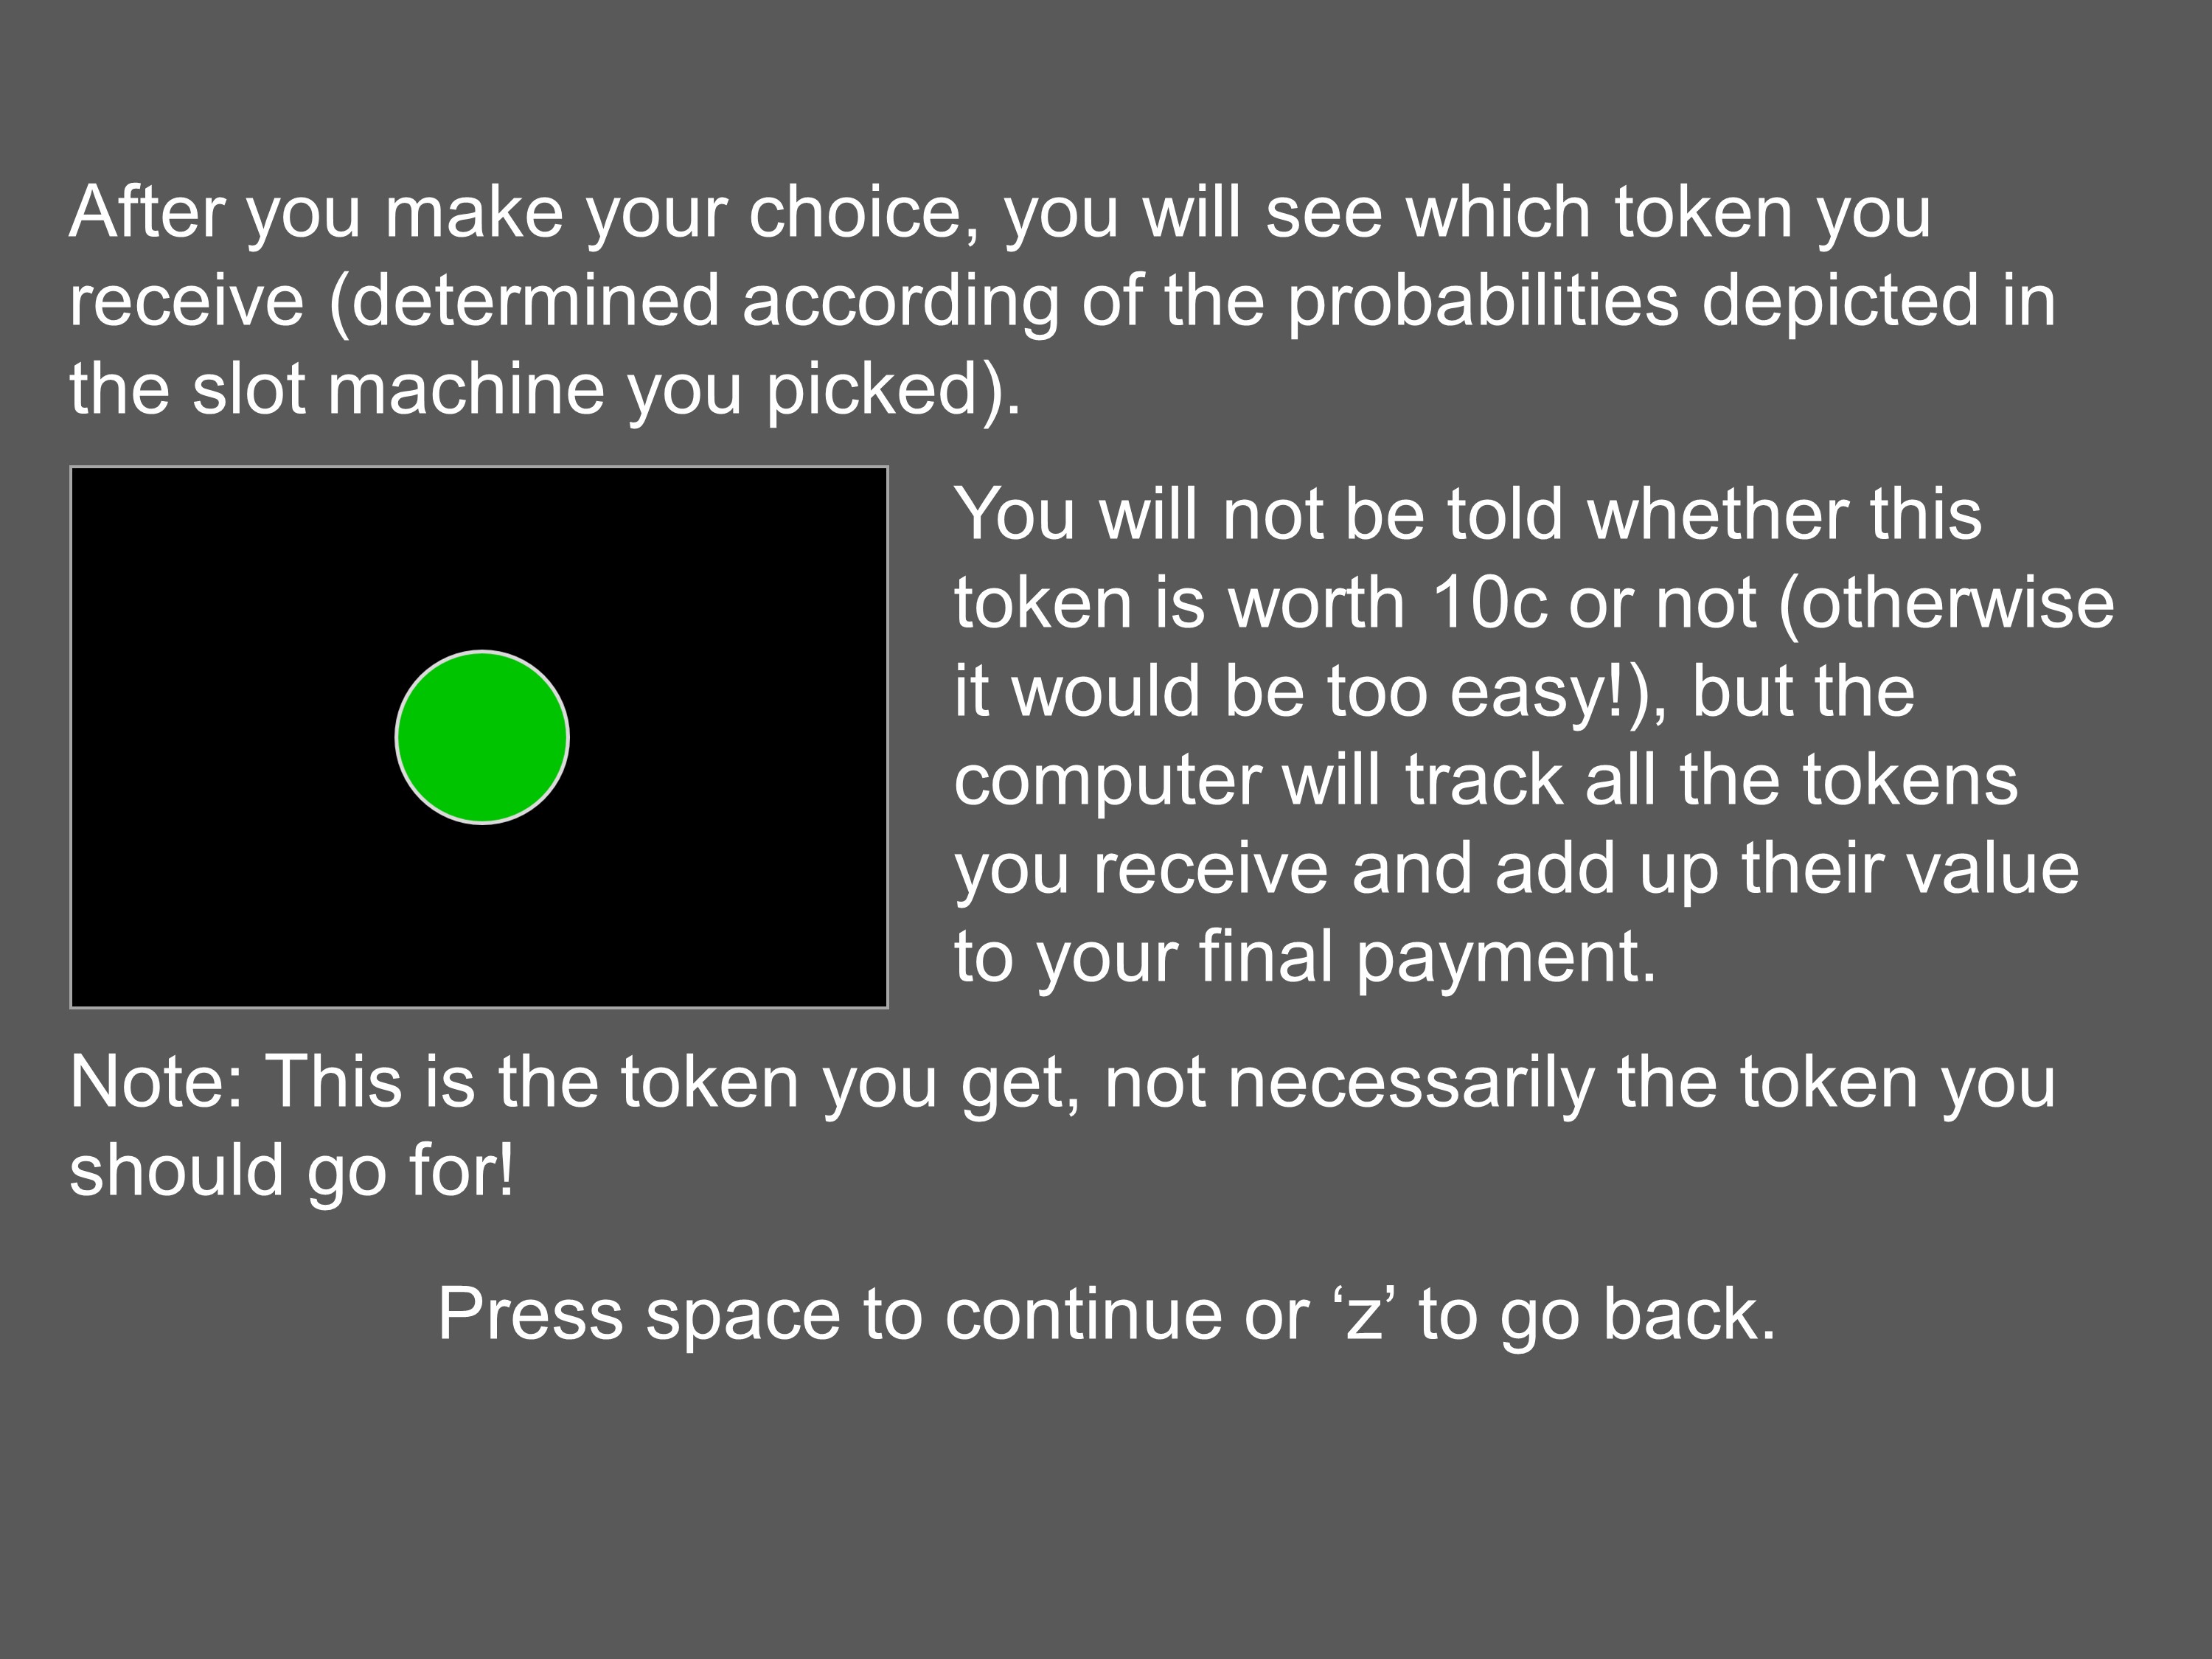 After you make your choice, you will see which token you
receive (determined according of the probabilities depicted in
the slot machine you picked).
You will not be told whether this
token is worth 10c or not (otherwise
it would be too easy!), but the
computer will track all the tokens
you receive and add up their value
to your final payment.
Note: This is the token you get, not necessarily the token you
should go for!
Press space to continue or ‘z’ to go back.